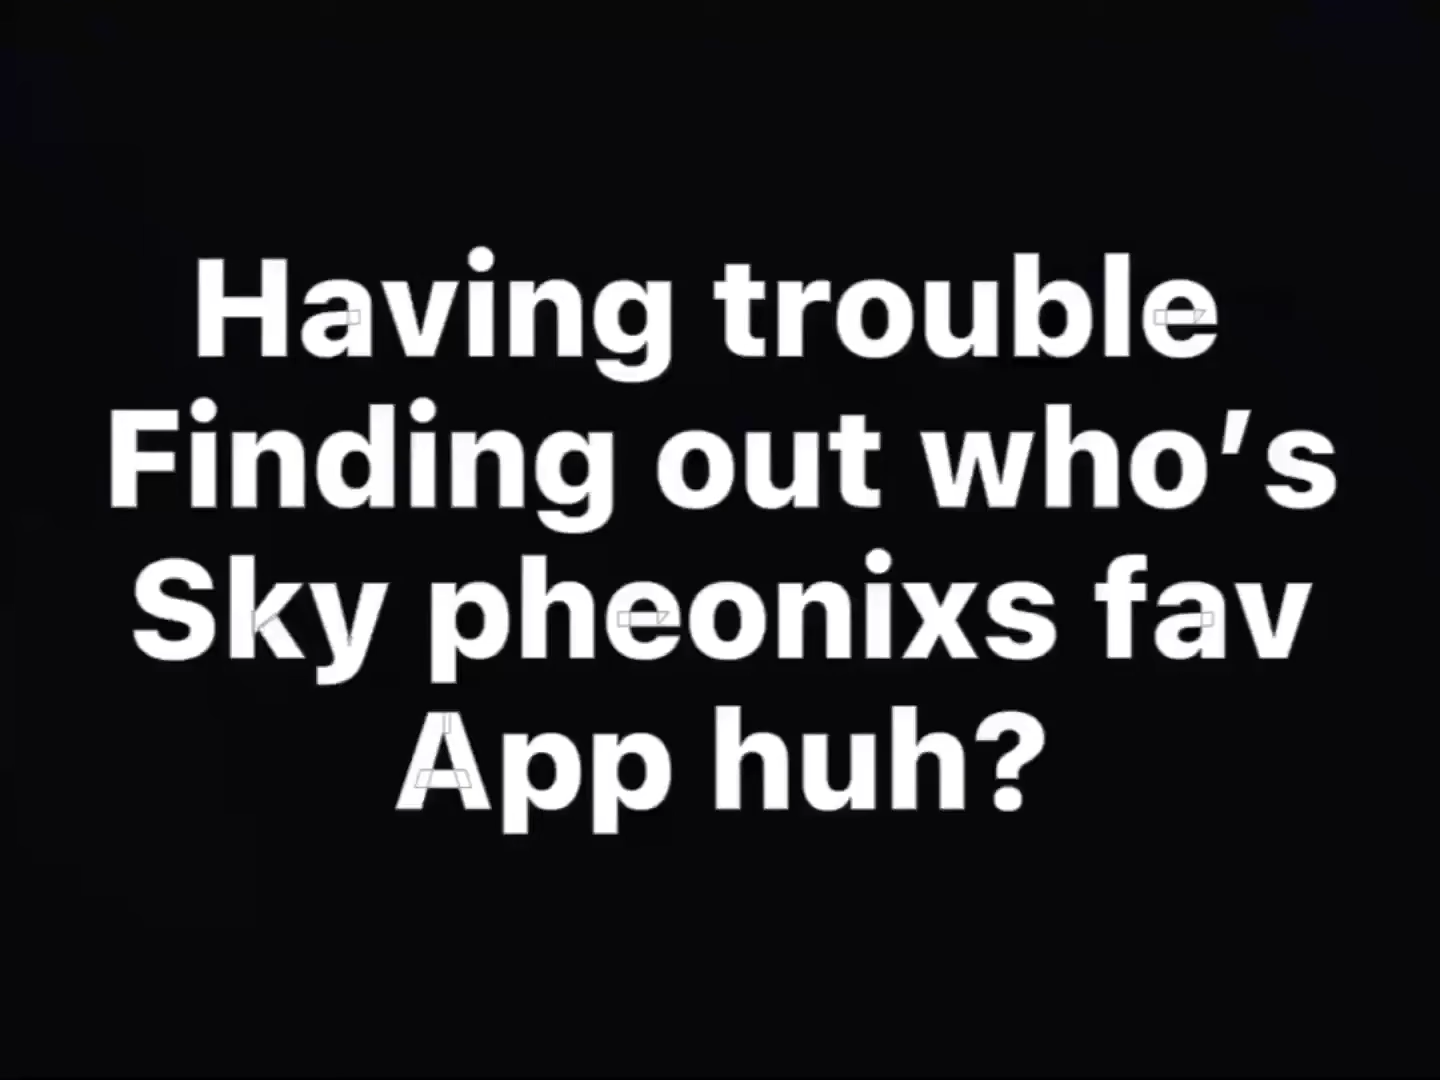 Having trouble
Finding out who’s
Sky pheonixs fav
App huh?